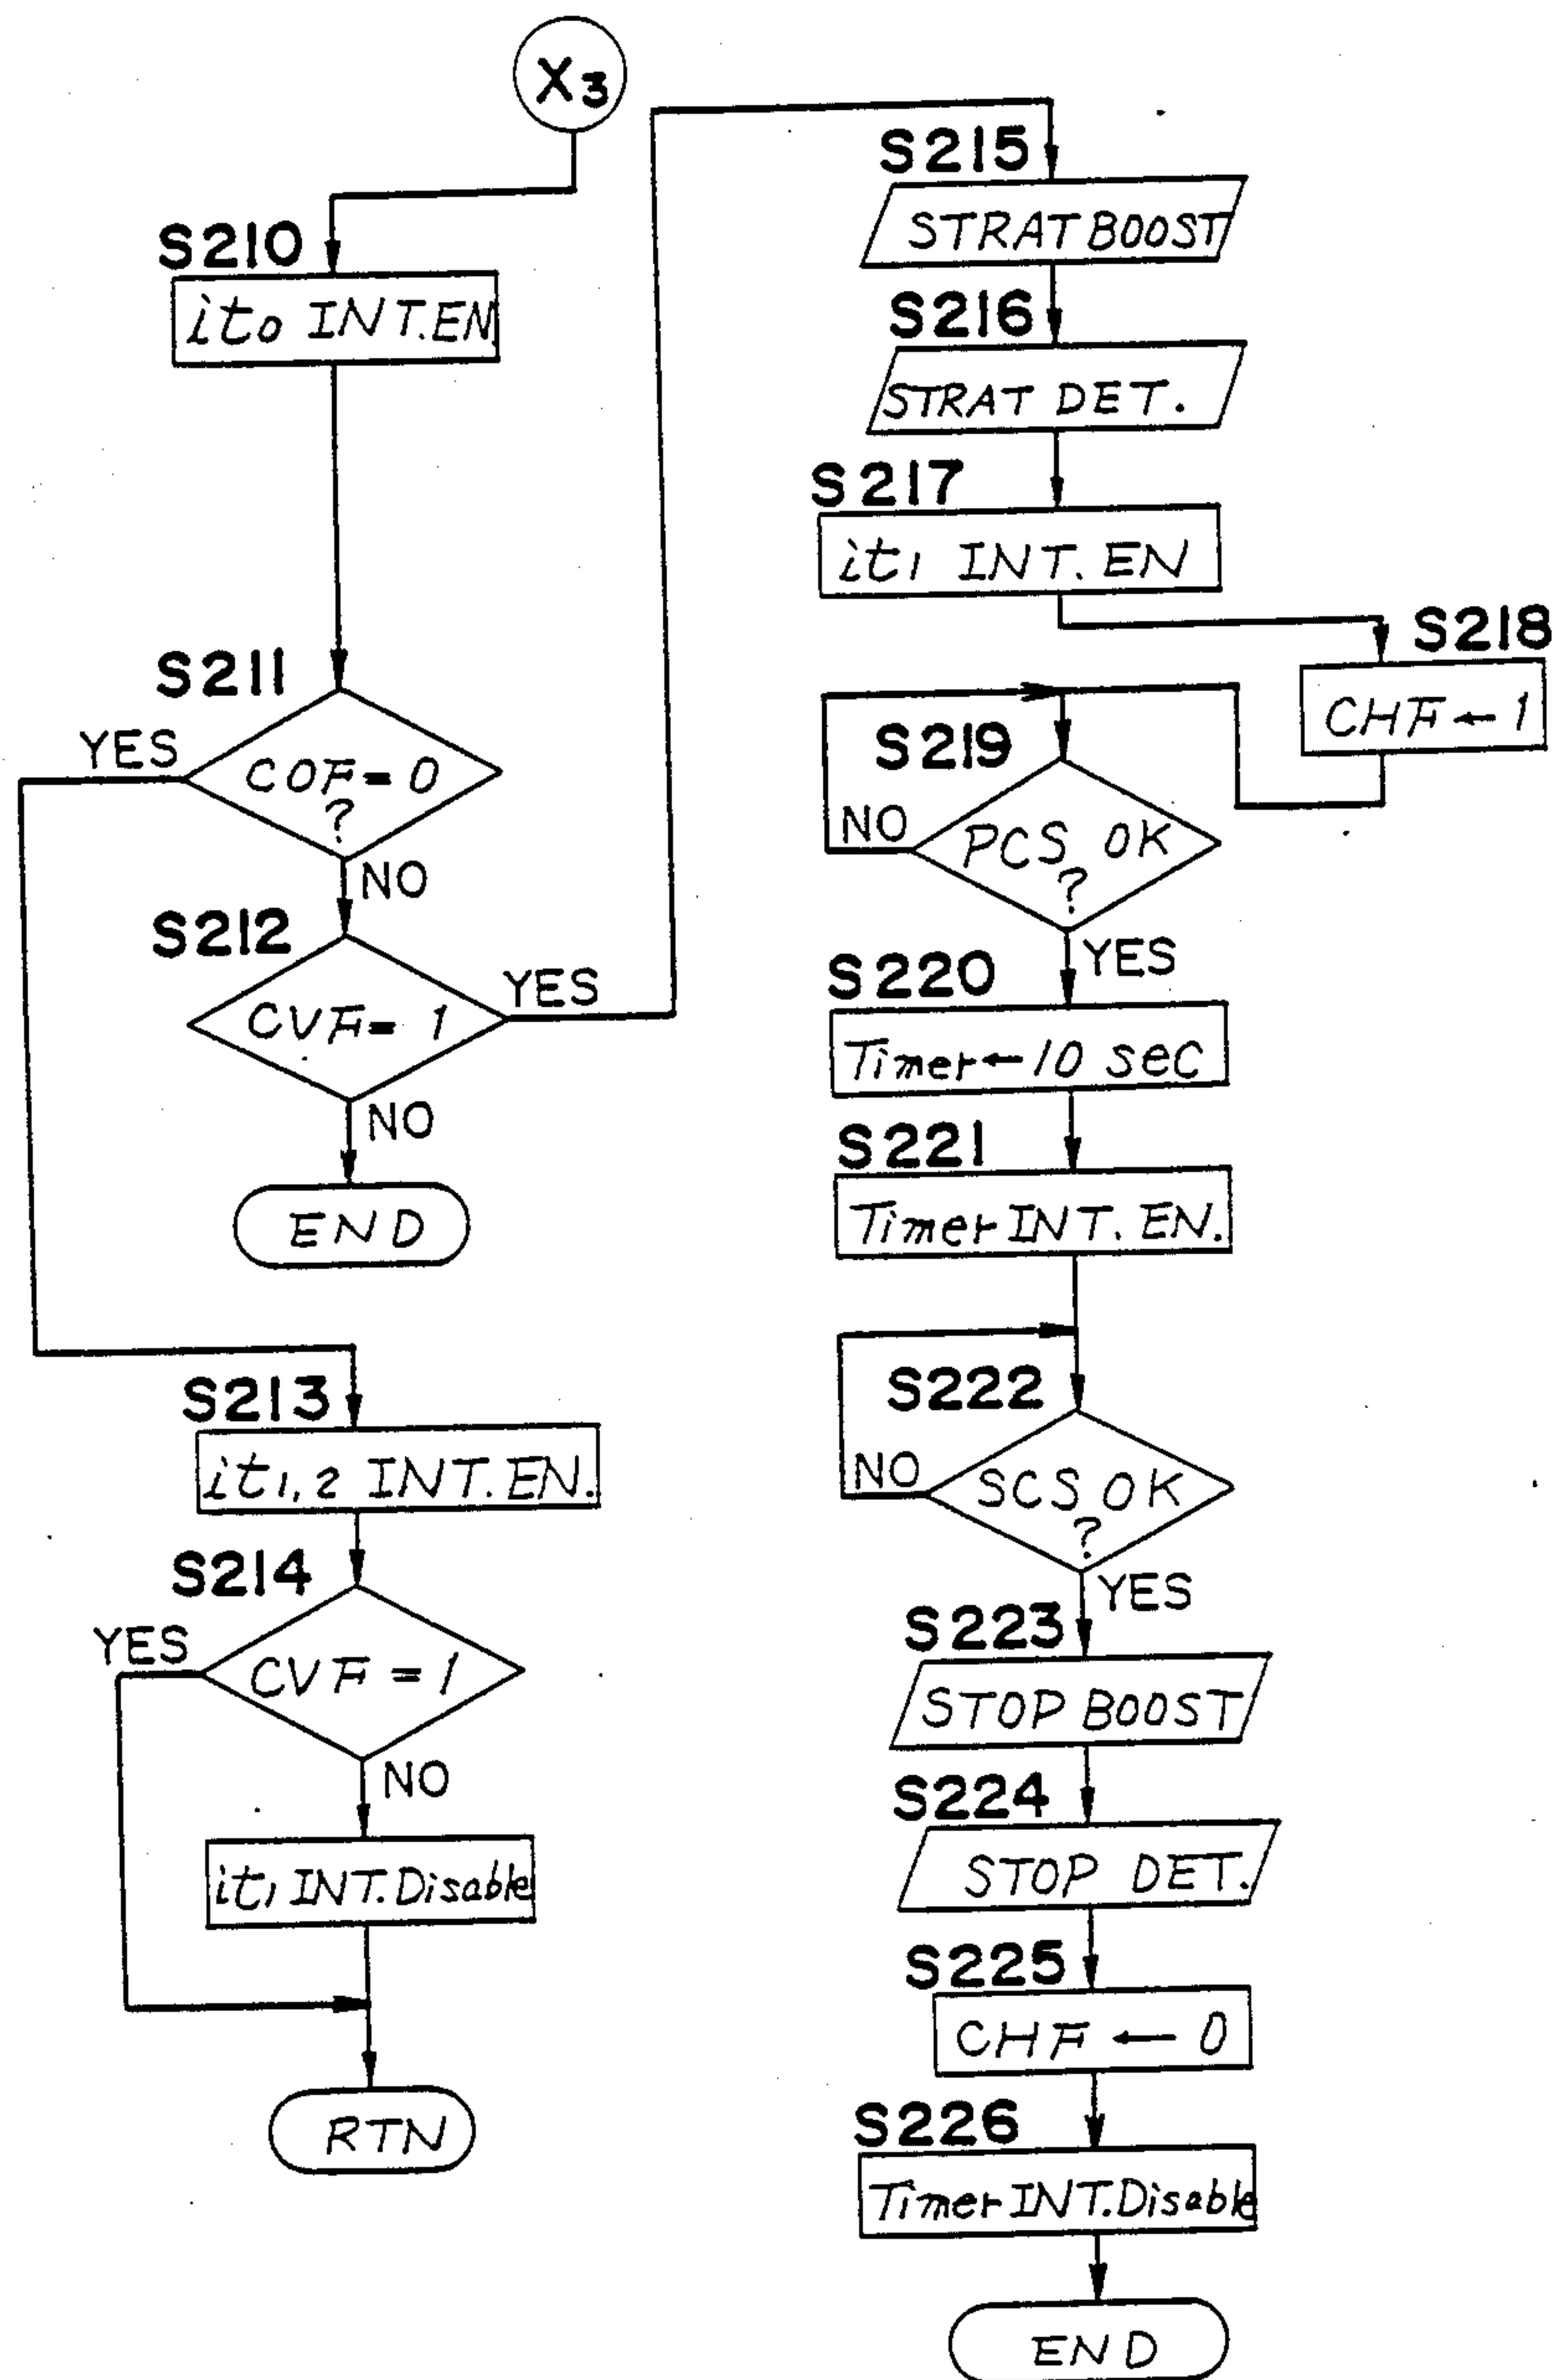 X3
S210
it0 INT.EN
S211
COF=0
?
YES
NO
S212
CVF=1
YES
NO
END
S213
it1,2 INT.EN.
S214
CVF=1
YES
NO
it1 INT.Disable
RTN
S215
STRAT BOOST
S216
STRAT DET.
S217
it1 INT.EN
S218
CHF←1
S219
PCS OK
?
NO
YES
S220
Timer←10 sec
S221
Timer INT.EN.
S222
SCS OK
?
NO
YES
S223
STOP BOOST
S224
STOP DET.
S225
CHF←0
S226
Timer INT.Disable
END